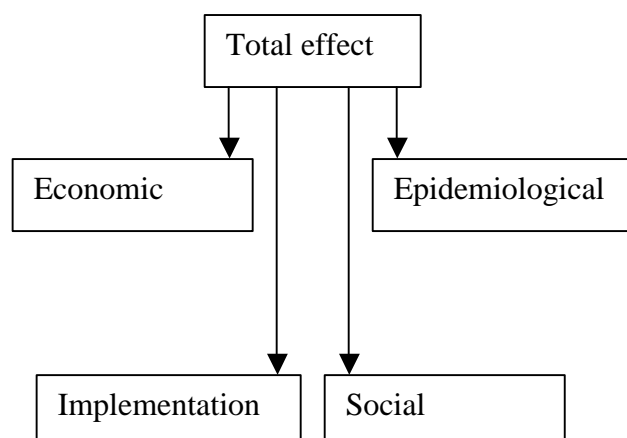 Total effect
Economic
Epidemiological
Implementation
Social